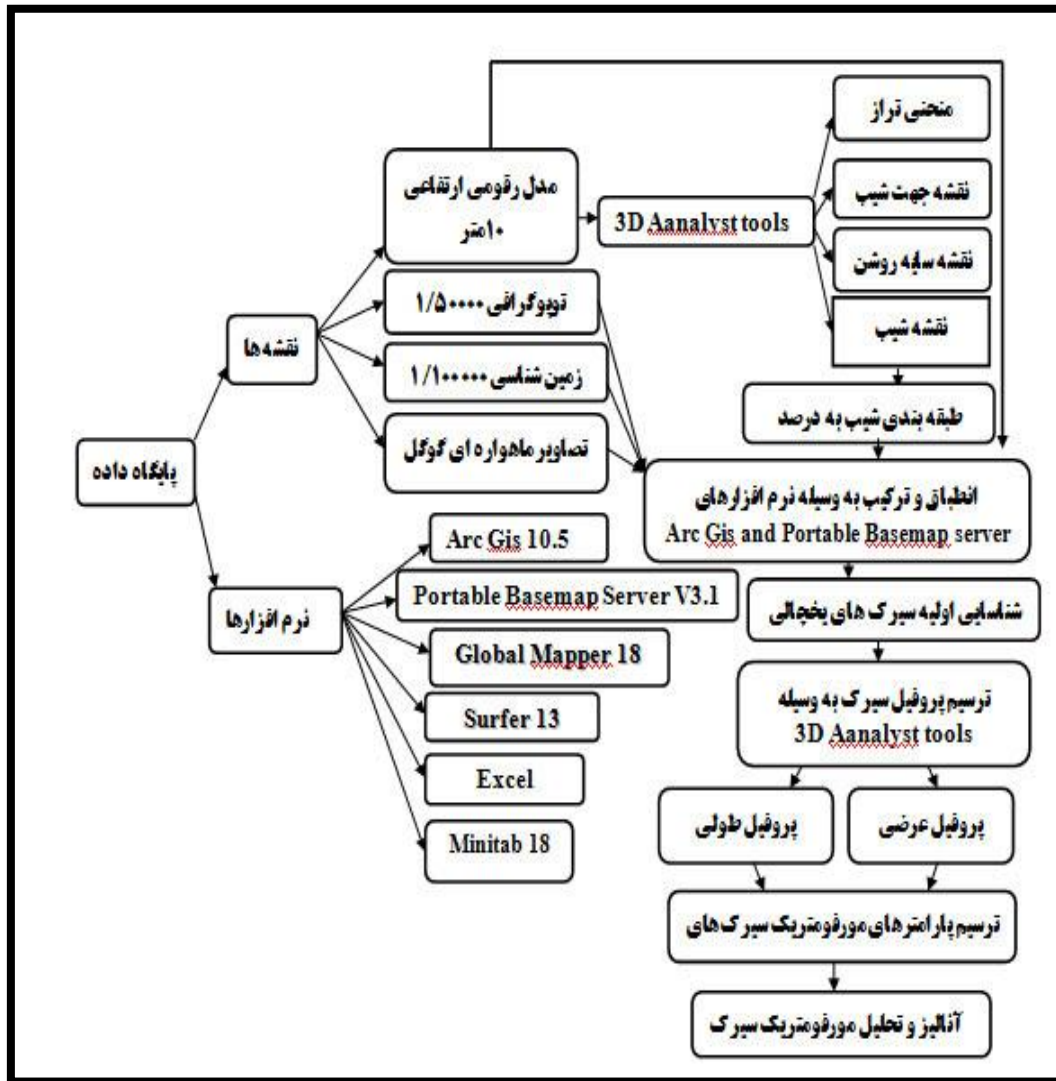 منحنی تراز
مدل رقومی ارتفاعی
۱۰متر
3D Aanalyst tools
نقشه جهت شیب
نقشه سایه روشن
نقشه شیب
توپوگرافی ۱/۵۰۰۰۰
نقشه ها
زمین شناسی ۱/۱۰۰۰۰۰
طبقه بندی شیب به درصد
تصاویر ماهواره ای گوگل
پایگاه داده
انطباق و ترکیب به وسیله نرم افزارهای
Arc Gis and Portable Basemap server
Arc Gis 10.5
Portable Basemap Server V3.1
نرم افزارها
شناسایی اولیه سیرک های یخچالی
Global Mapper 18
ترسیم پروفیل سیرک به وسیله
3D Aanalyst tools
Surfer 13
Excel
پروفیل عرضی
پروفیل طولی
Minitab 18
ترسیم پارامترهای مورفومتریک سیرک های
آنالیز و تحلیل مورفومتریک سیرک